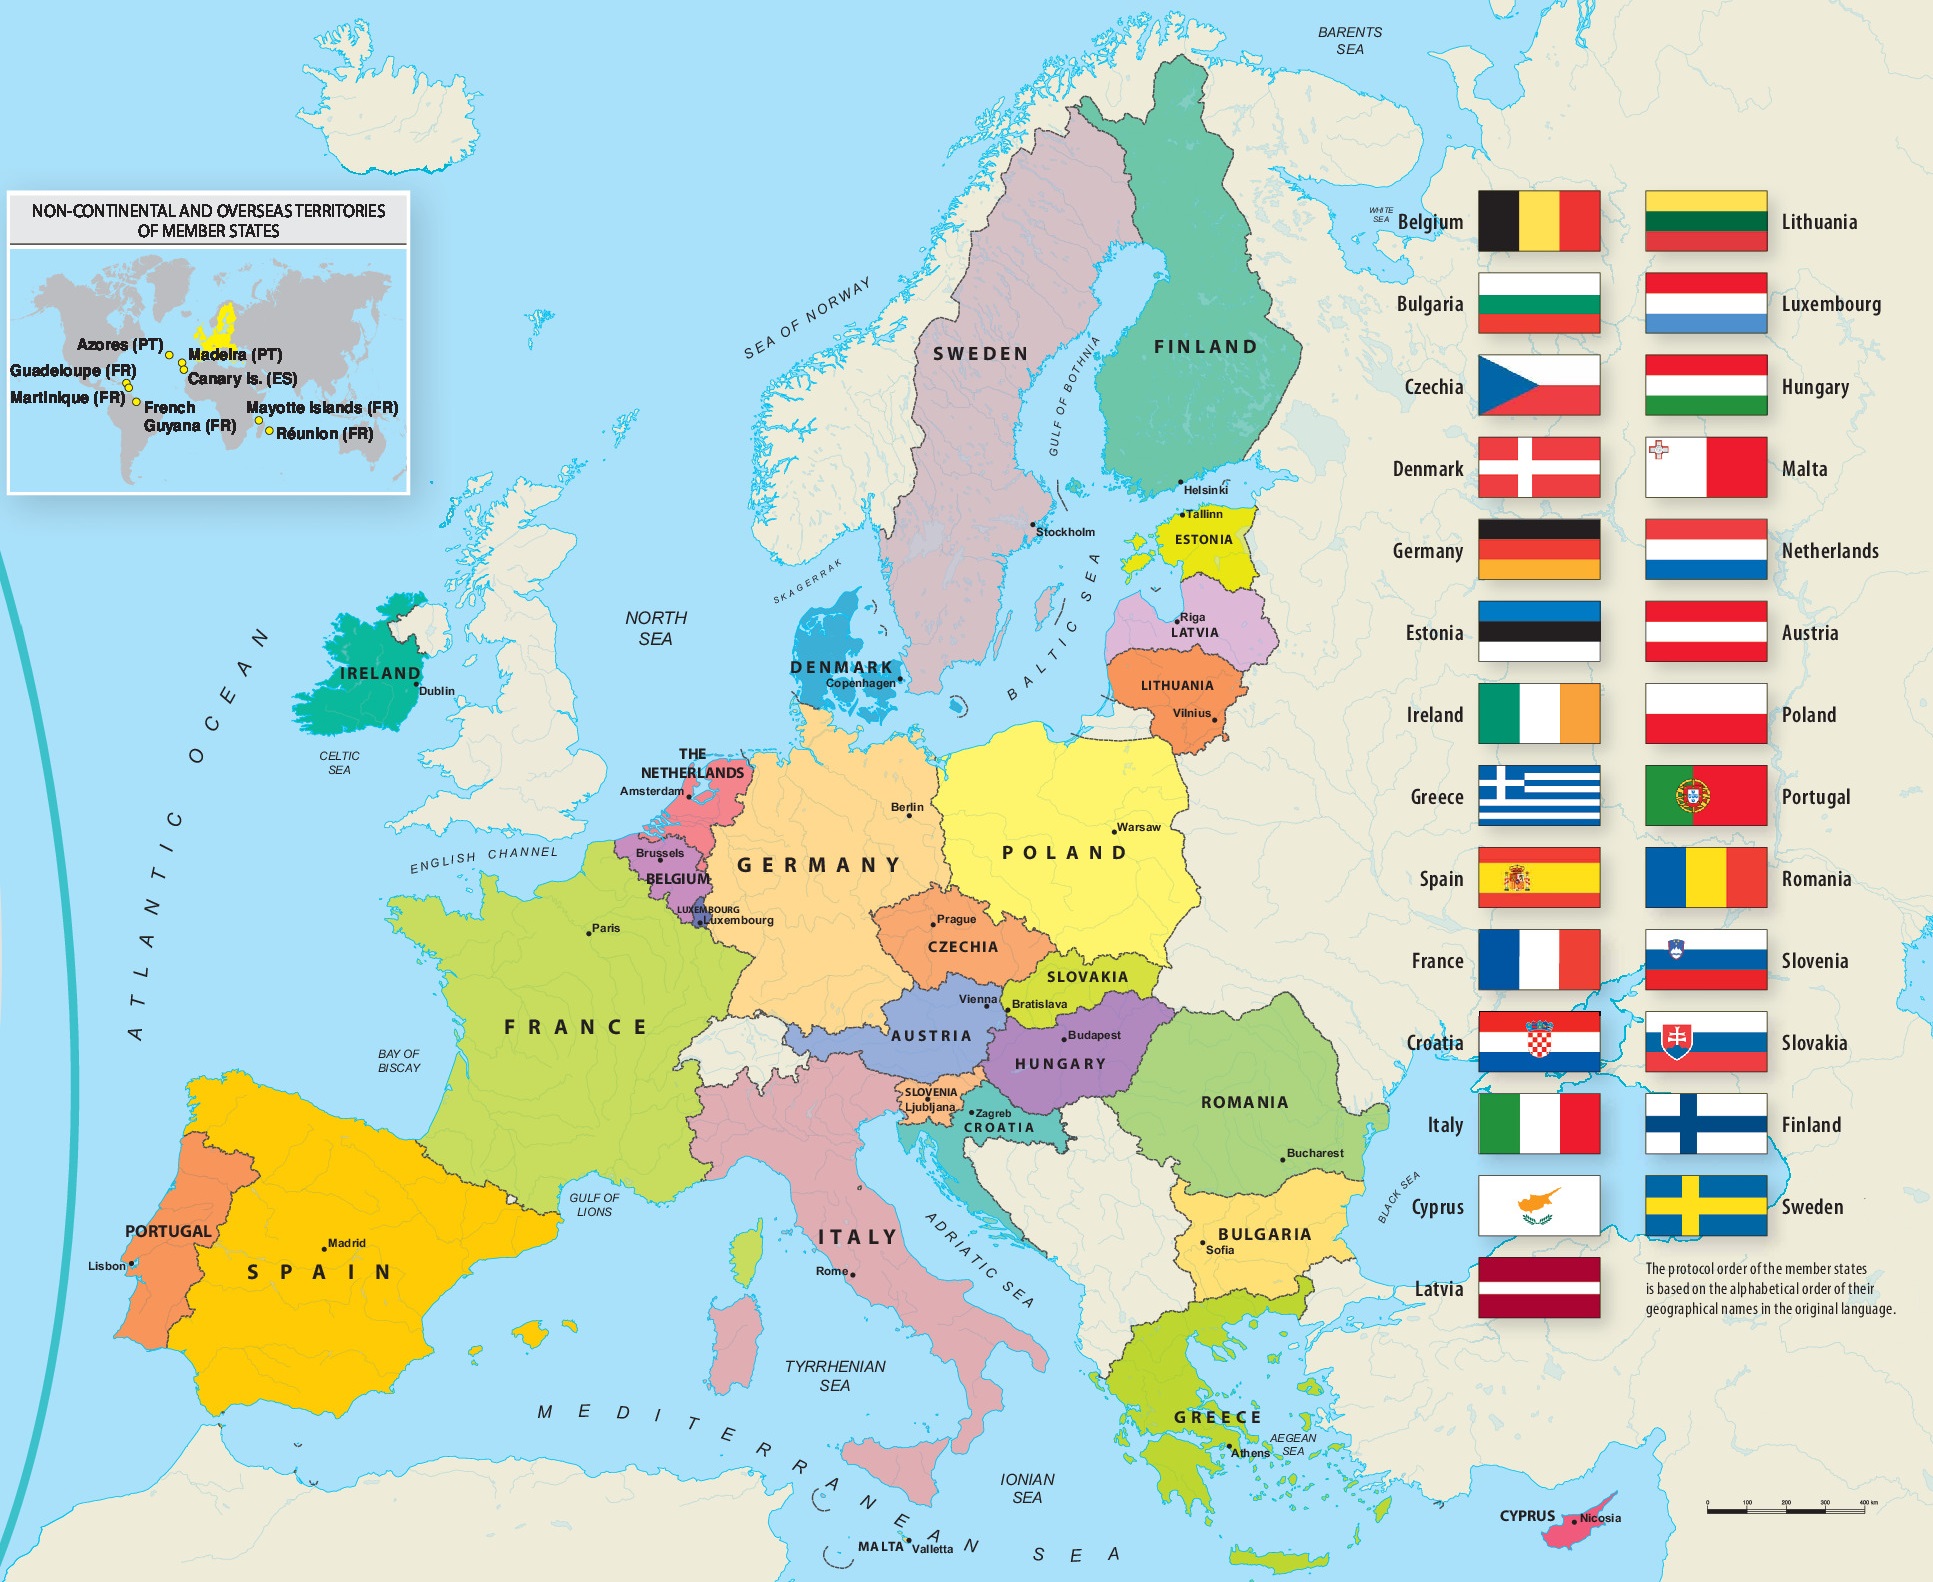 BARENTS
SEA
NON-CONTINENTAL AND OVERSEAS TERRITORIES
OF MEMBER STATES
Azores (PT)
Madeira (PT)
Guadeloupe (FR)
Canary Is. (ES)
Martinique (FR)
French
Guyana (FR)
Mayotte Islands (FR)
Réunion (FR)
WHITE
SEA
SEA OF NORWAY
SWEDEN
FINLAND
GULF OF BOTHNIA
Helsinki
Stockholm
Tallinn
ESTONIA
SKAGERRAK
BALTIC SEA
Riga
LATVIA
NORTH
SEA
DENMARK
Copenhagen
LITHUANIA
Vilnius
IRELAND
Dublin
CELTIC
SEA
ATLANTIC OCEAN
THE
NETHERLANDS
Amsterdam
Berlin
GERMANY
Warsaw
POLAND
ENGLISH CHANNEL
Brussels
BELGIUM
LUXEMBOURG
Luxembourg
Paris
FRANCE
Prague
CZECHIA
SLOVAKIA
Bratislava
Vienna
AUSTRIA
Budapest
HUNGARY
BAY OF
BISCAY
SLOVENIA
Ljubljana
Zagreb
CROATIA
ROMANIA
Bucharest
BLACK SEA
GULF OF
LIONS
PORTUGAL
Lisbon
Madrid
SPAIN
ITALY
Rome
ADRIATIC SEA
BULGARIA
Sofia
TYRRHENIAN
SEA
MEDITERRANEAN SEA
IONIAN
SEA
GREECE
Athens
AEGEAN
SEA
MALTA
Valletta
CYPRUS
Nicosia
Belgium
Bulgaria
Czechia
Denmark
Germany
Estonia
Ireland
Greece
Spain
France
Croatia
Italy
Cyprus
Latvia
Lithuania
Luxembourg
Hungary
Malta
Netherlands
Austria
Poland
Portugal
Romania
Slovenia
Slovakia
Finland
Sweden
The protocol order of the member states
is based on the alphabetical order of their
geographical names in the original language.
0 100 200 300 400 km